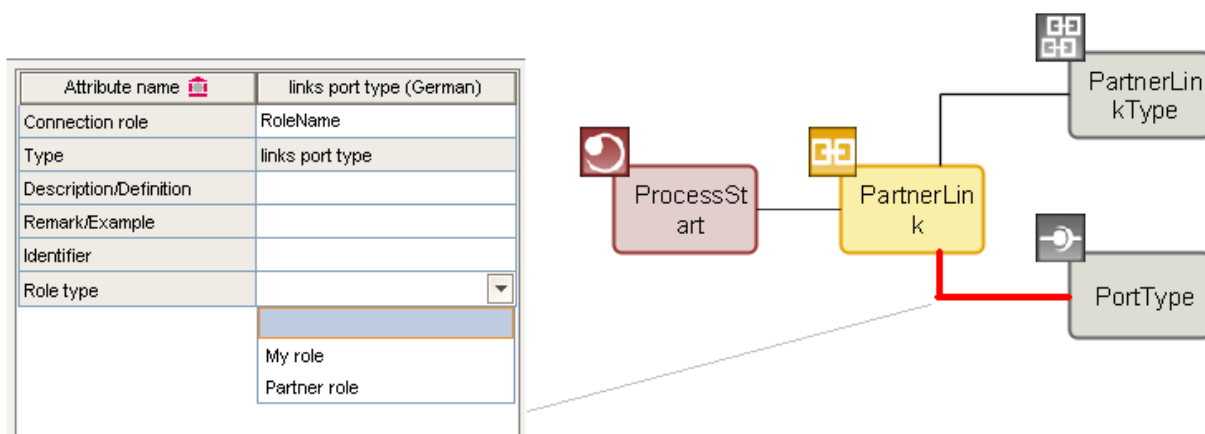 Attribute name links port type (German)
Connection role RoleName
Type links port type
Description/Definition
Remark/Example
Identifier
Role type
My role
Partner role
ProcessSt
art
PartnerLin
k
PartnerLin
kType
PortType